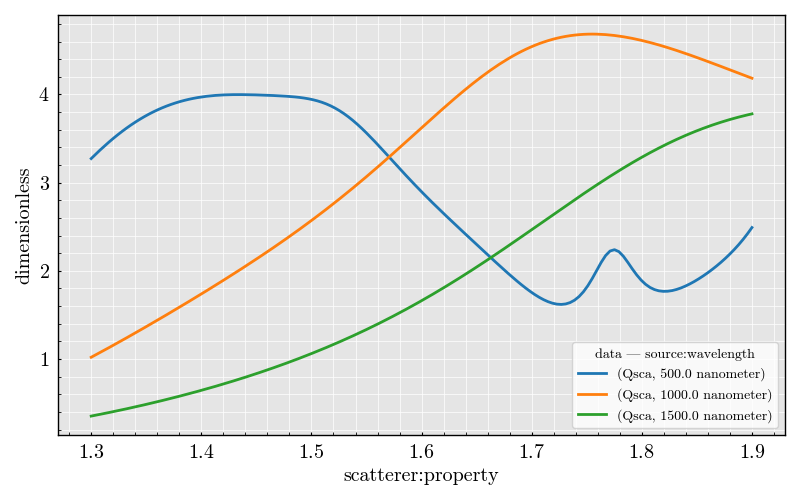 dimensionless
4
3
2
1
data — source:wavelength
(Qsca, 500.0 nanometer)
(Qsca, 1000.0 nanometer)
(Qsca, 1500.0 nanometer)
1.3 1.4 1.5 1.6 1.7 1.8 1.9
scatterer:property